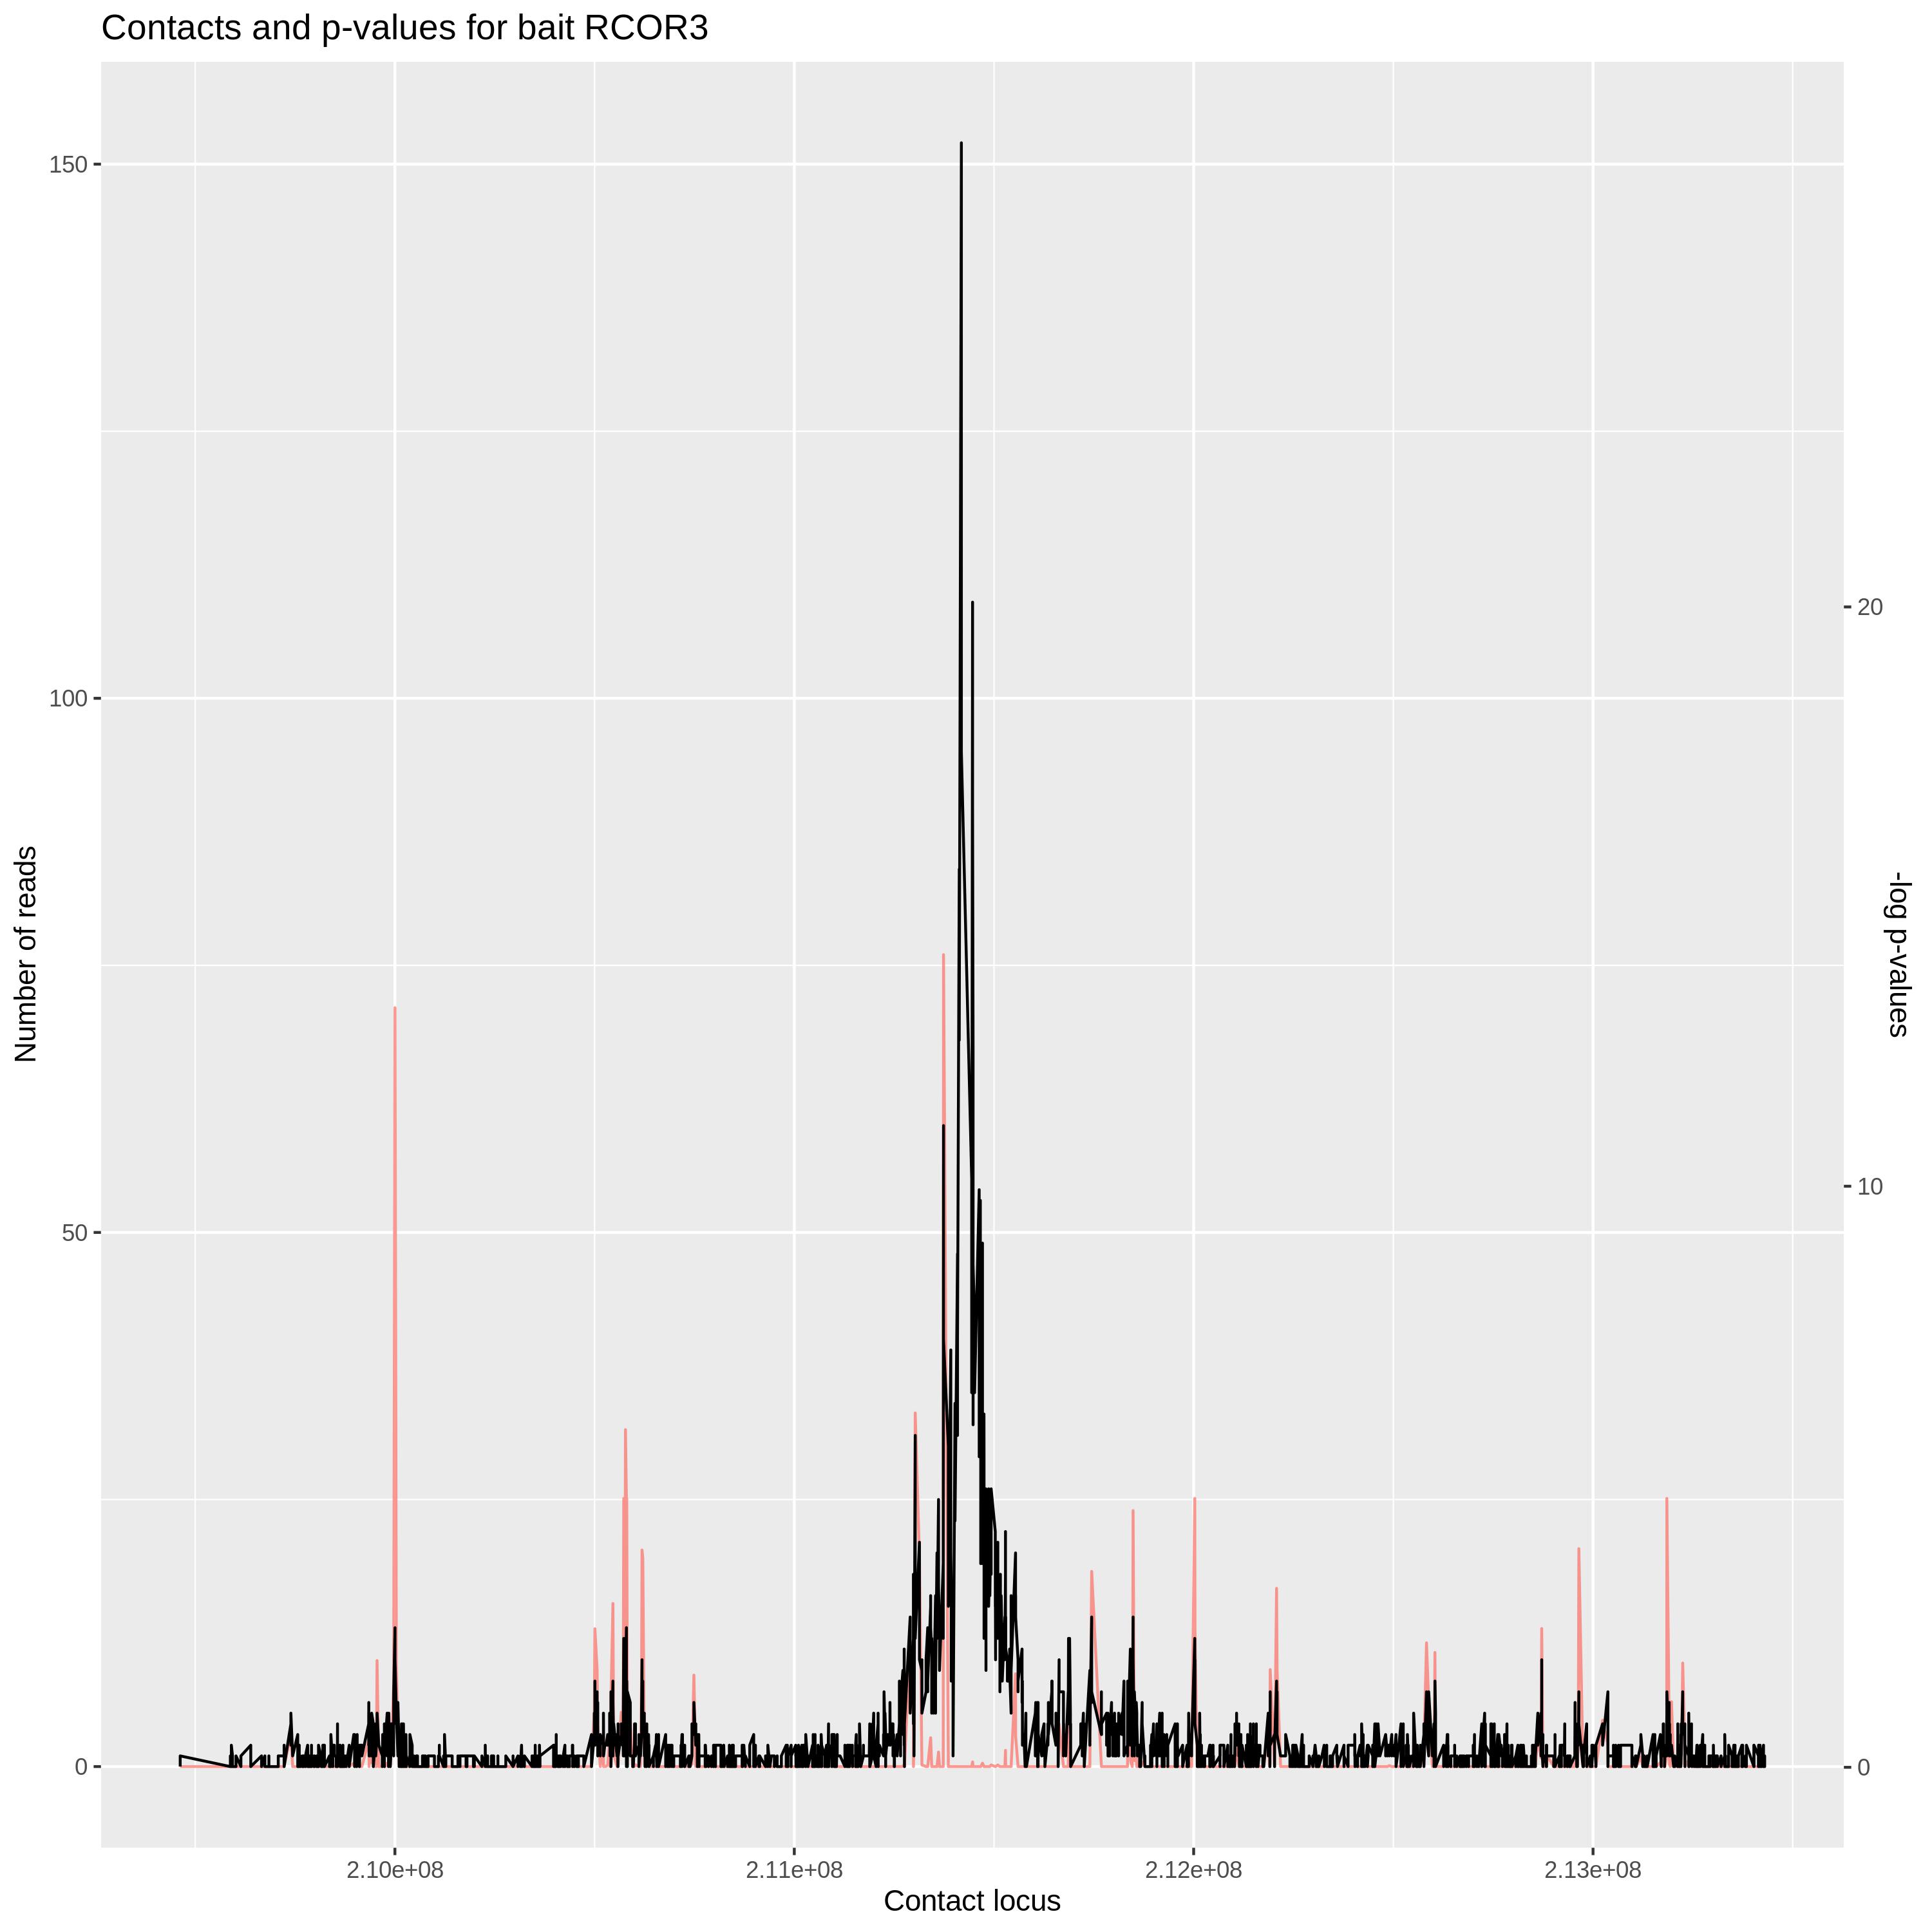 Contacts and p-values for bait RCOR3
150
100
50
0
Number of reads
20
10
0
-log p-values
2.10e+08
2.11e+08
2.12e+08
2.13e+08
Contact locus